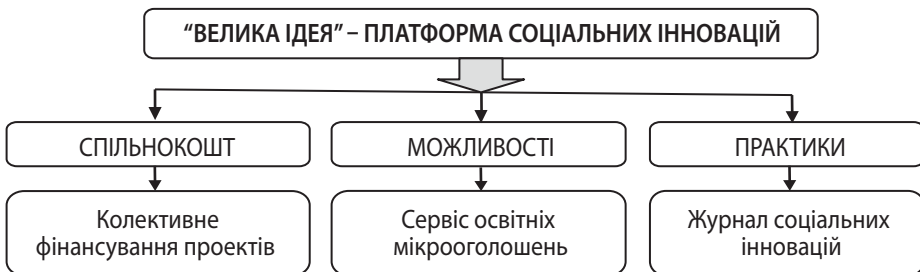 “ВЕЛИКА ІДЕЯ” – ПЛАТФОРМА СОЦІАЛЬНИХ ІННОВАЦІЙ
СПІЛЬНОКОШТ
МОЖЛИВОСТІ
ПРАКТИКИ
Колективне
фінансування проектів
Сервіс освітніх
мікрооголошень
Журнал соціальних
інновацій